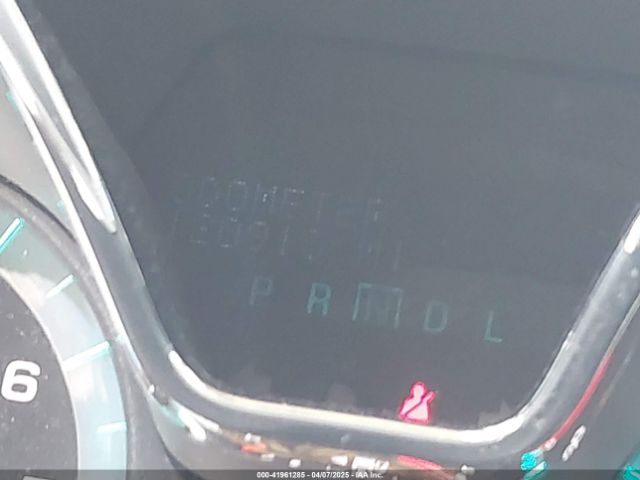 ODOMETER
P R N D L
6
000-41961285 - 04/07/2025 - IAA Inc.